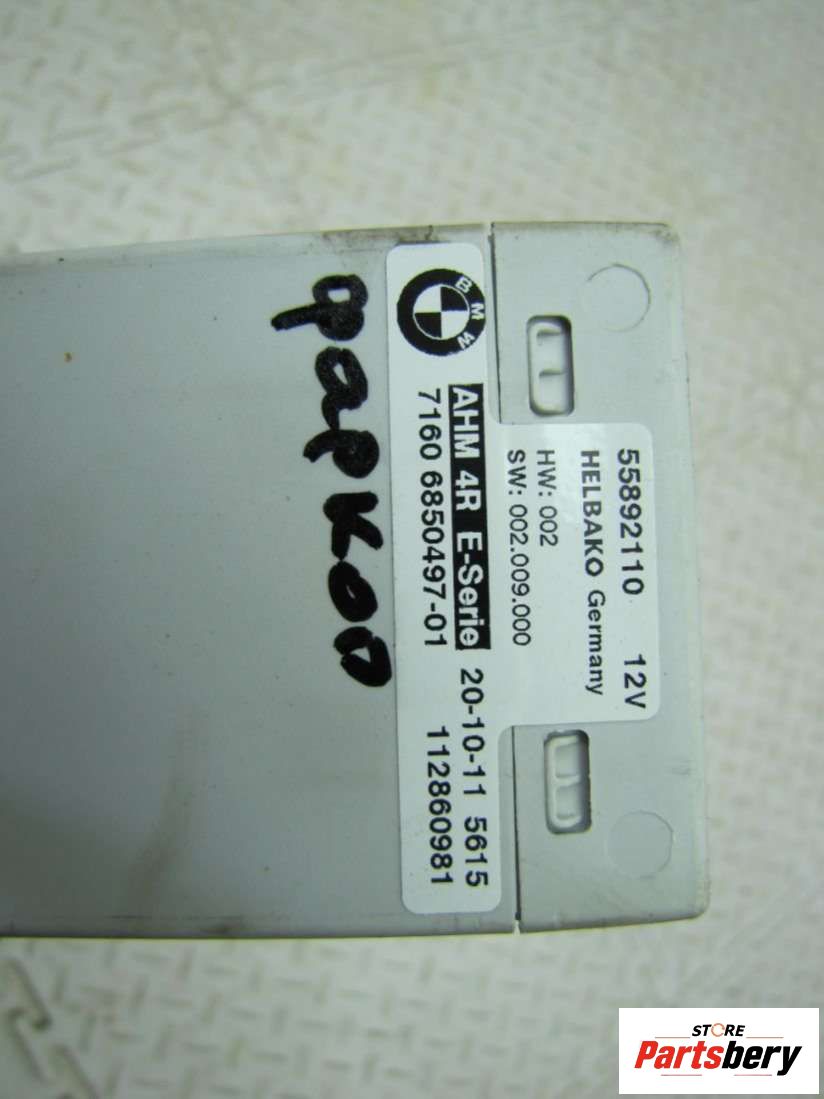 55892110 12V
HELBAKO Germany
HW: 002
SW: 002.009.000
BMW
AHM 4R E-Serie 20-10-11 5615
7160 6850497-01 112860981
фаркоп
STORE
Partsbery